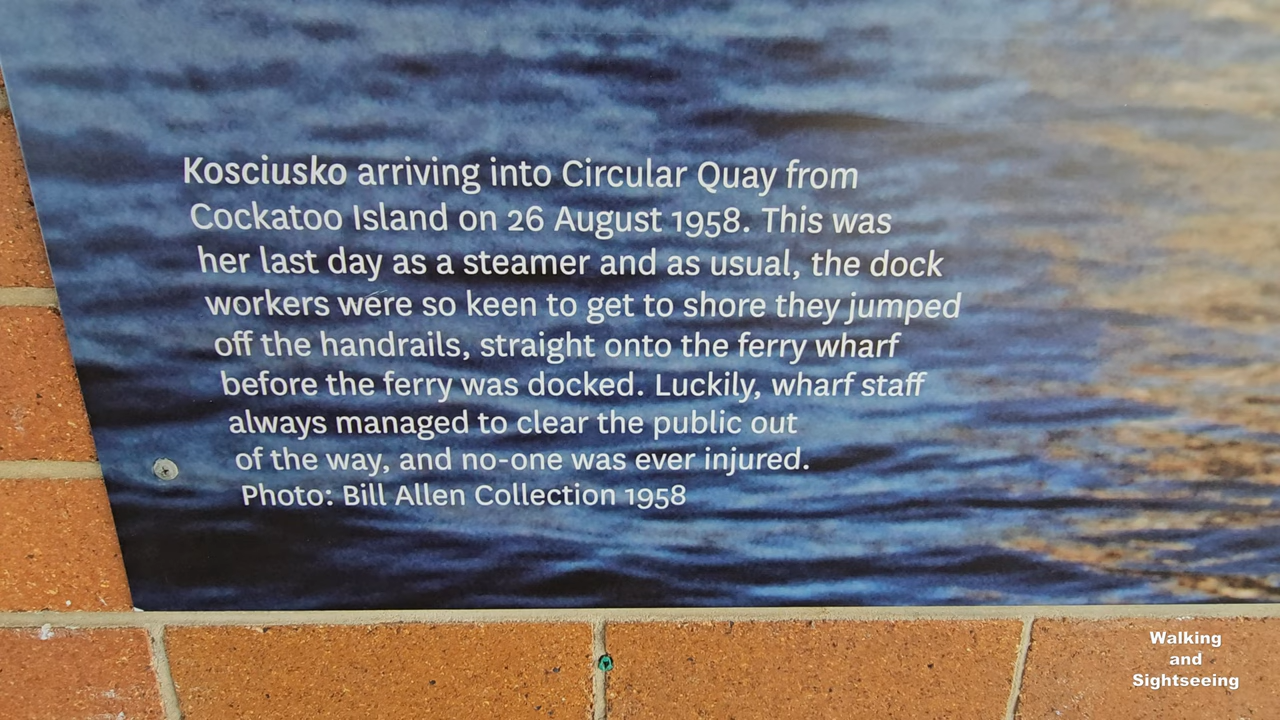 Kosciusko arriving into Circular Quay from
Cockatoo Island on 26 August 1958. This was
her last day as a steamer and as usual, the dock
workers were so keen to get to shore they jumped
off the handrails, straight onto the ferry wharf
before the ferry was docked. Luckily, wharf staff
always managed to clear the public out
of the way, and no-one was ever injured.
Photo: Bill Allen Collection 1958
Walking
and
Sightseeing